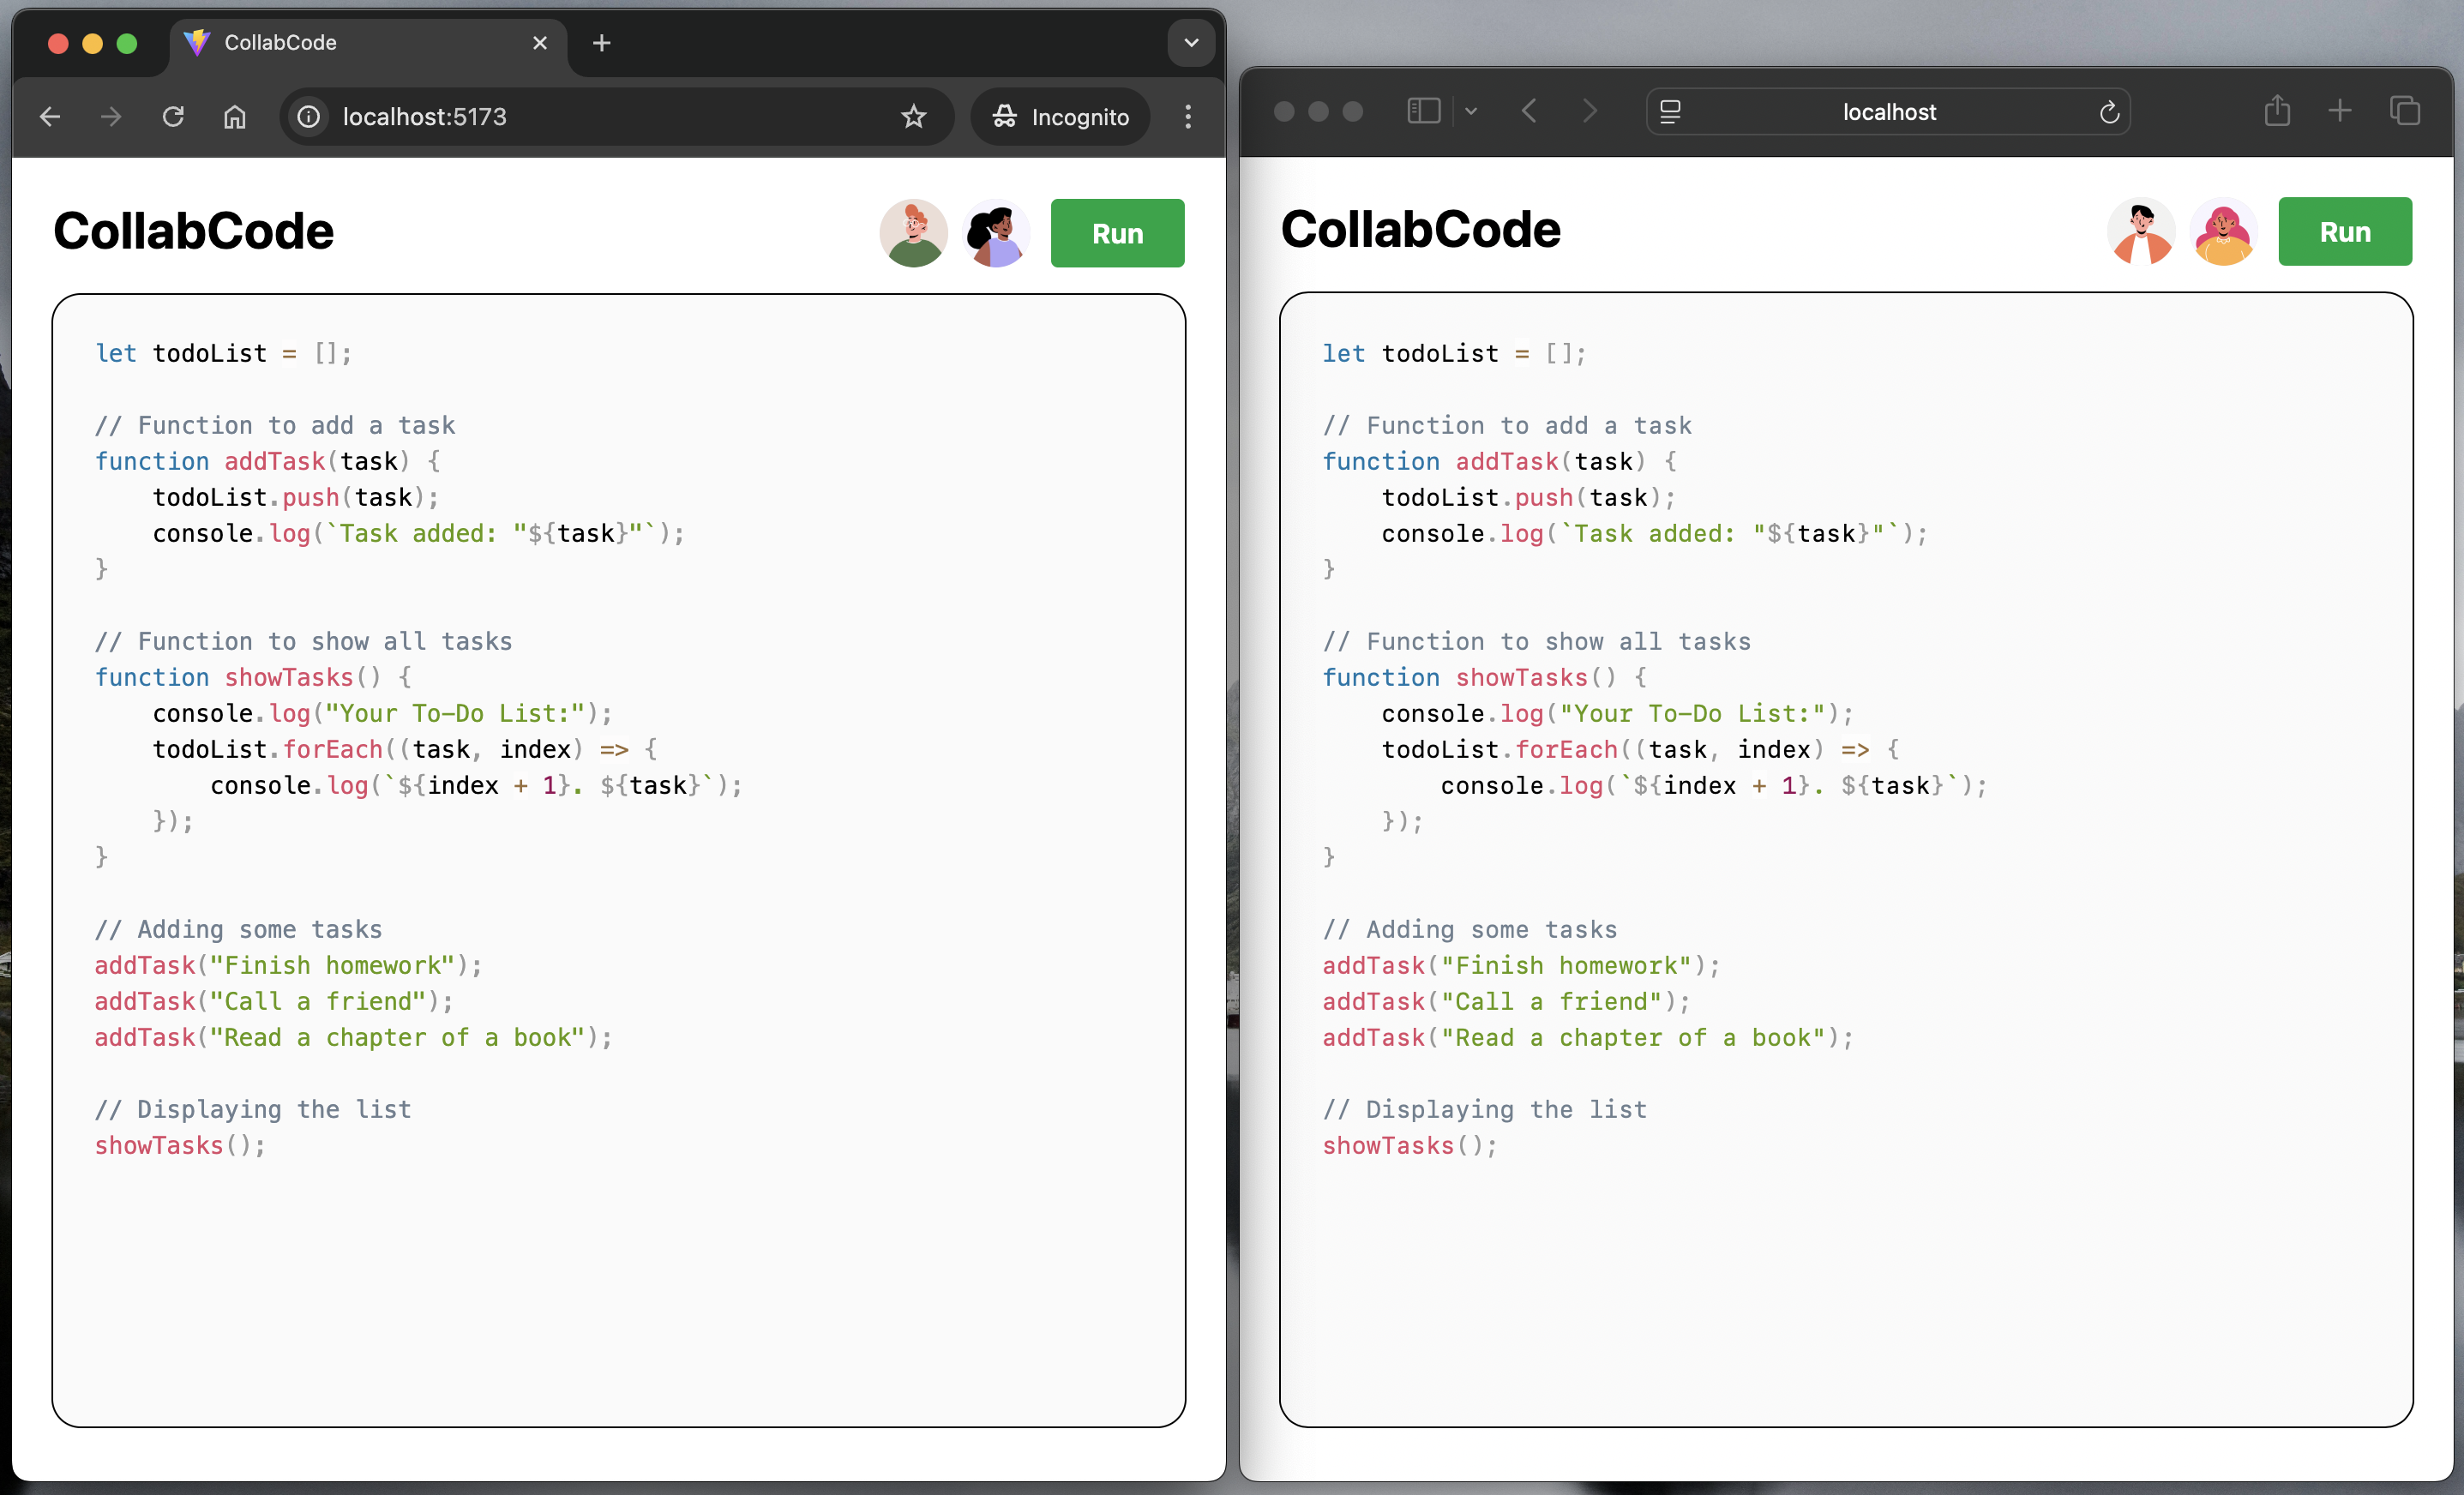 CollabCode
localhost:5173
Incognito
CollabCode
Run
let todoList = [];
// Function to add a task
function addTask(task) {
    todoList.push(task);
    console.log(`Task added: "${task}"`);
}
// Function to show all tasks
function showTasks() {
    console.log("Your To-Do List:");
    todoList.forEach((task, index) => {
        console.log(`${index + 1}. ${task}`);
    });
}
// Adding some tasks
addTask("Finish homework");
addTask("Call a friend");
addTask("Read a chapter of a book");
// Displaying the list
showTasks();
localhost
CollabCode
Run
let todoList = [];
// Function to add a task
function addTask(task) {
    todoList.push(task);
    console.log(`Task added: "${task}"`);
}
// Function to show all tasks
function showTasks() {
    console.log("Your To-Do List:");
    todoList.forEach((task, index) => {
        console.log(`${index + 1}. ${task}`);
    });
}
// Adding some tasks
addTask("Finish homework");
addTask("Call a friend");
addTask("Read a chapter of a book");
// Displaying the list
showTasks();